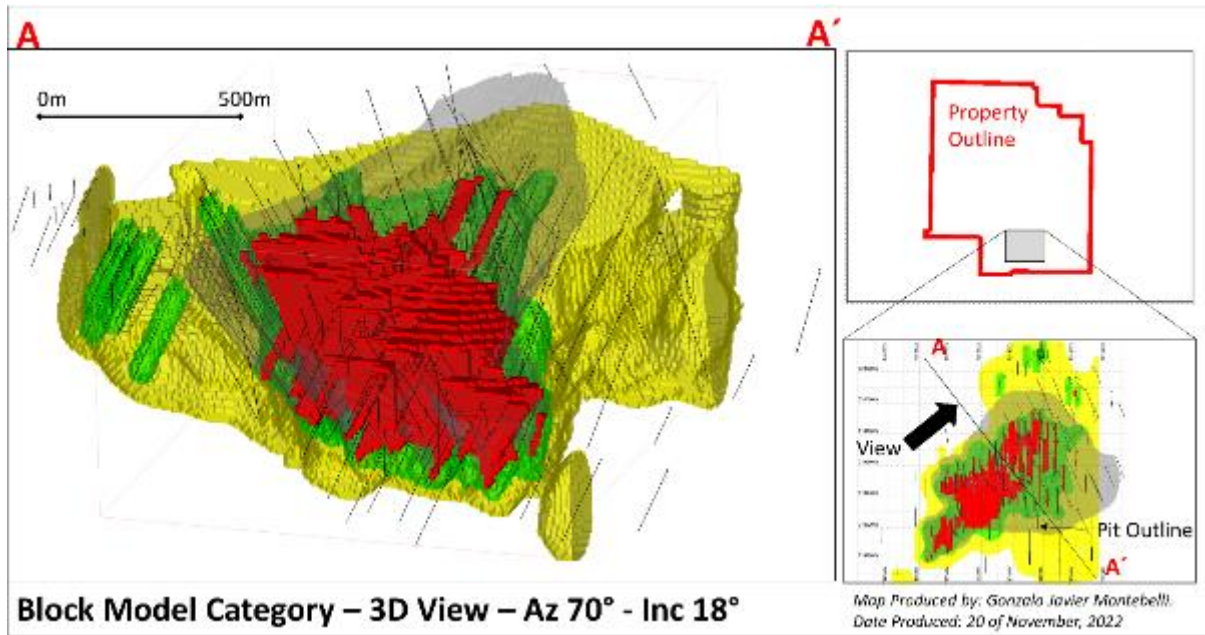 A A´
0m 500m
Property
Outline
A
View
Pit Outline
A´
Block Model Category – 3D View – Az 70° - Inc 18°
Map Produced by: Gonzalo Javier Montebelli.
Date Produced: 20 of November, 2022